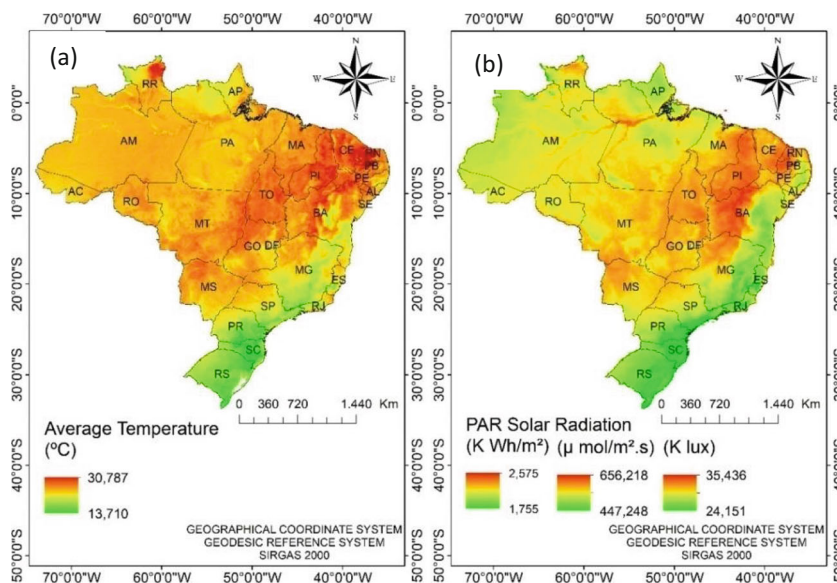 (a)
N
W
E
S
RR
AP
AM
PA
MA
CE
RN
PB
PE
AL
SE
PI
AC
RO
TO
BA
MT
GO
DF
MG
ES
MS
SP
RJ
PR
SC
RS
0°0'0"
10°0'0"S
20°0'0"S
30°0'0"S
40°0'0"S
50°0'0"S
0 360 720 1.440 Km
Average Temperature
(ºC)
30,787
13,710
GEOGRAPHICAL COORDINATE SYSTEM
GEODESIC REFERENCE SYSTEM
SIRGAS 2000
70°0'0"W 60°0'0"W 50°0'0"W 40°0'0"W
70°0'0"W 60°0'0"W 50°0'0"W 40°0'0"W
(b)
N
W
E
S
RR
AP
AM
PA
MA
CE
RN
PB
PE
AL
SE
PI
AC
RO
TO
BA
MT
GO
DF
MG
ES
MS
SP
RJ
PR
SC
RS
0 360 720 1.440 Km
PAR Solar Radiation
(K Wh/m²) (µ mol/m².s) (K lux)
2,575 656,218 35,436
1,755 447,248 24,151
GEOGRAPHICAL COORDINATE SYSTEM
GEODESIC REFERENCE SYSTEM
SIRGAS 2000
70°0'0"W 60°0'0"W 50°0'0"W 40°0'0"W
70°0'0"W 60°0'0"W 50°0'0"W 40°0'0"W
0°0'0"
10°0'0"S
20°0'0"S
30°0'0"S
40°0'0"S
50°0'0"S